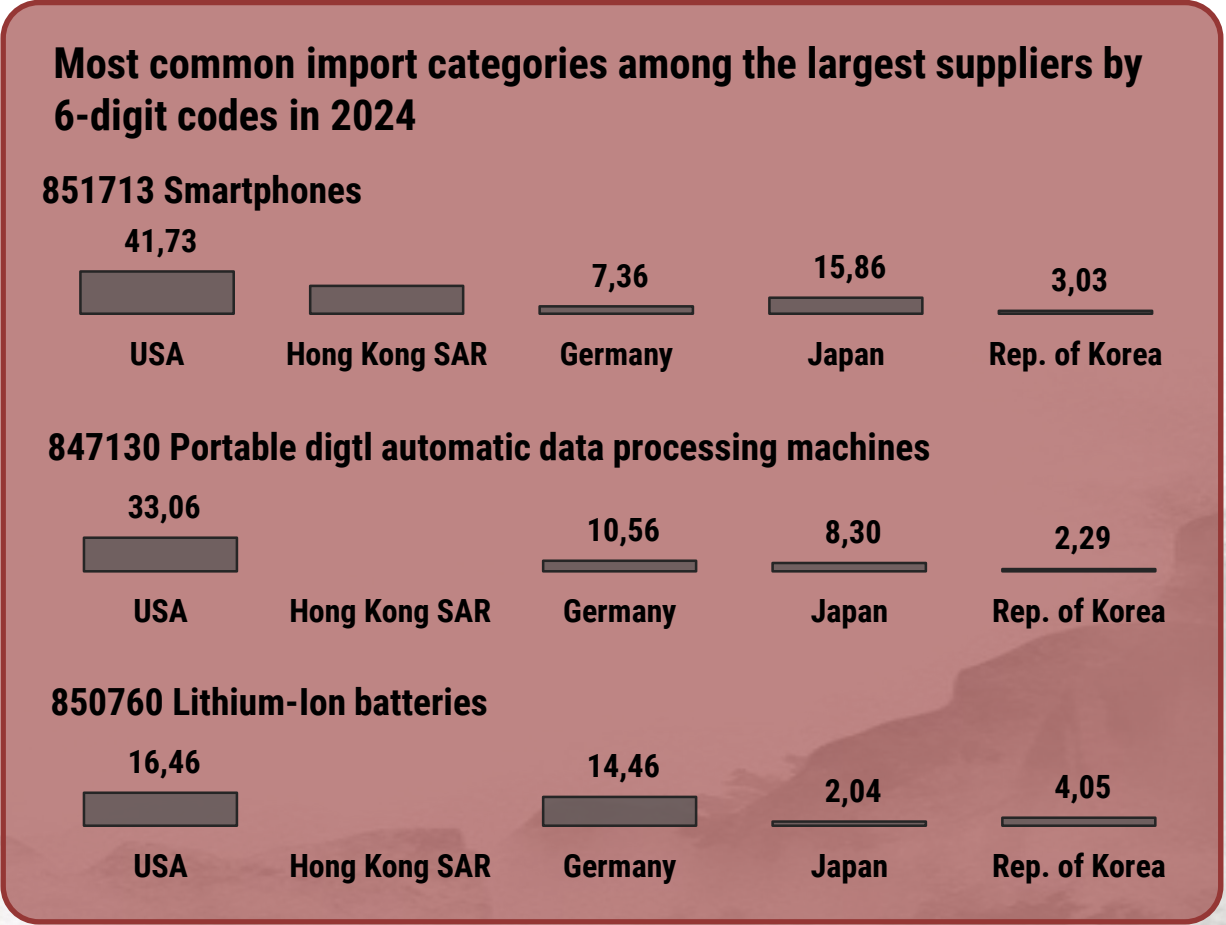 Most common import categories among the largest suppliers by
6-digit codes in 2024
851713 Smartphones
41,73
7,36
15,86
3,03
USA
Hong Kong SAR
Germany
Japan
Rep. of Korea
847130 Portable digtl automatic data processing machines
33,06
10,56
8,30
2,29
USA
Hong Kong SAR
Germany
Japan
Rep. of Korea
850760 Lithium-Ion batteries
16,46
14,46
2,04
4,05
USA
Hong Kong SAR
Germany
Japan
Rep. of Korea